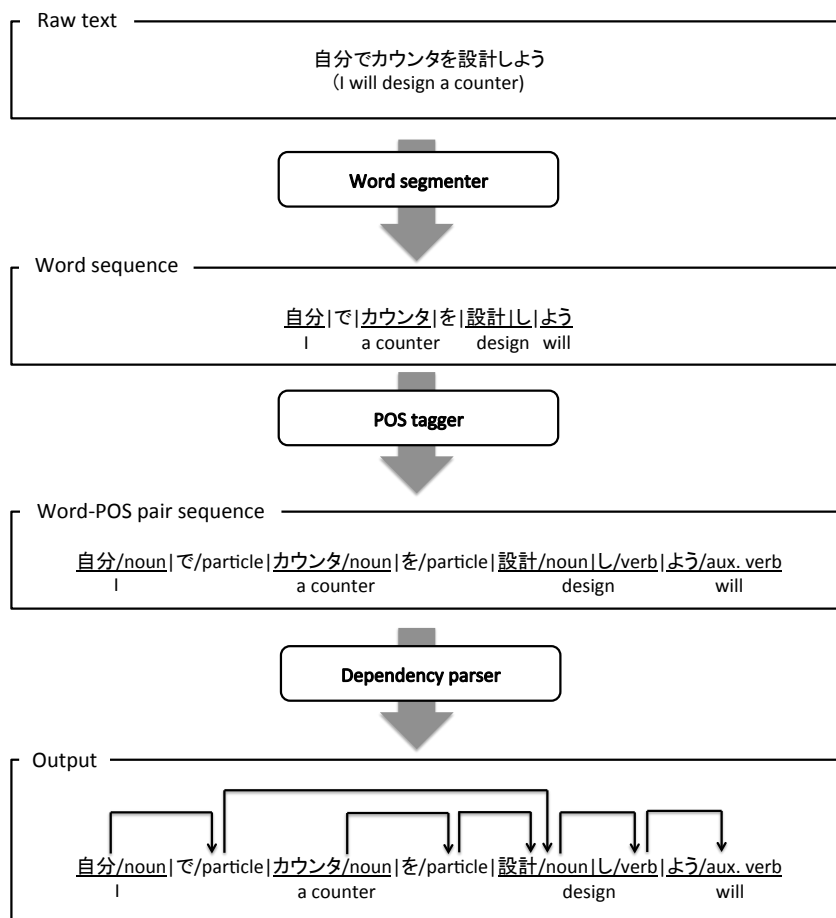 Raw text
自分でカウンタを設計しよう
(I will design a counter)
Word segmenter
Word sequence
自分|で|カウンタ|を|設計|し|よう
I a counter design will
POS tagger
Word-POS pair sequence
自分/noun|で/particle|カウンタ/noun|を/particle|設計/noun|し/verb|よう/aux. verb
I a counter design will
Dependency parser
Output
自分/noun|で/particle|カウンタ/noun|を/particle|設計/noun|し/verb|よう/aux. verb
I a counter design will